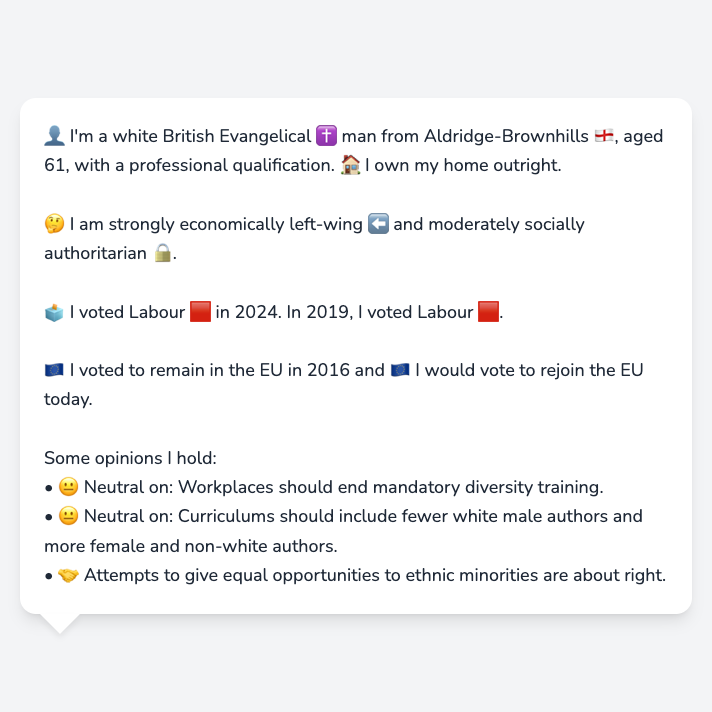 👤 I'm a white British Evangelical ✝️ man from Aldridge-Brownhills 🏴󠁧󠁢󠁥󠁮󠁧󠁿, aged
61, with a professional qualification. 🏠 I own my home outright.
🤔 I am strongly economically left-wing ⬅️ and moderately socially
authoritarian 🔒.
🗳️ I voted Labour 🟥 in 2024. In 2019, I voted Labour 🟥.
🇪🇺 I voted to remain in the EU in 2016 and 🇪🇺 I would vote to rejoin the EU
today.
Some opinions I hold:
• 😐 Neutral on: Workplaces should end mandatory diversity training.
• 😐 Neutral on: Curriculums should include fewer white male authors and
more female and non-white authors.
• 🤝 Attempts to give equal opportunities to ethnic minorities are about right.